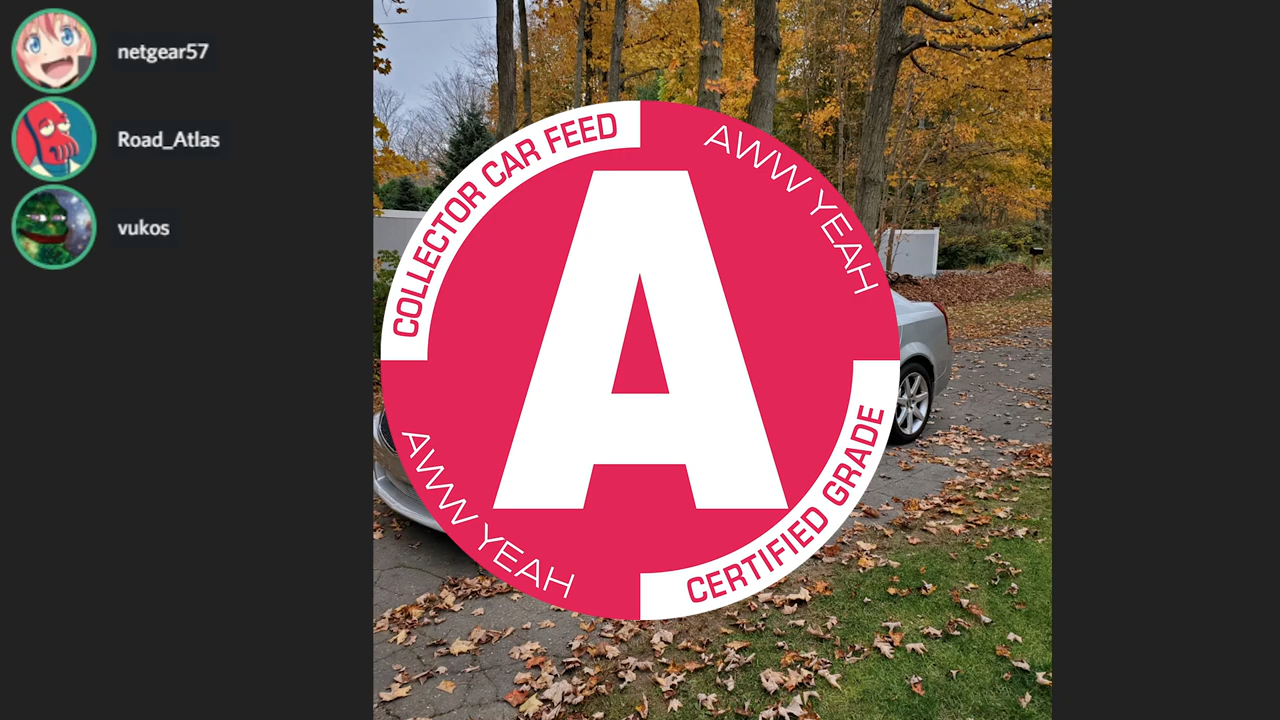 netgear57
Road_Atlas
vukos
COLLECTOR CAR FEED
AWW YEAH
A
AWW YEAH
CERTIFIED GRADE